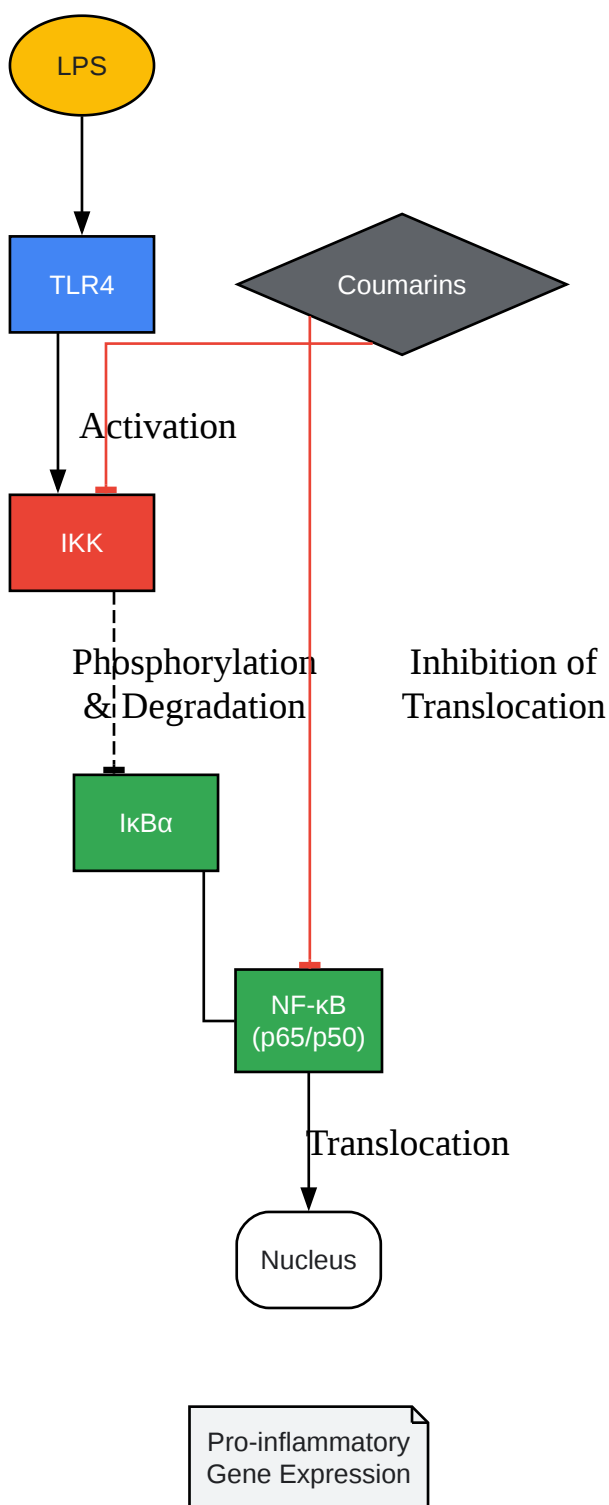 LPS
TLR4
Coumarins
Activation
IKK
Phosphorylation
& Degradation
Inhibition of
Translocation
IκBα
NF-κB
(p65/p50)
Translocation
Nucleus
Pro-inflammatory
Gene Expression